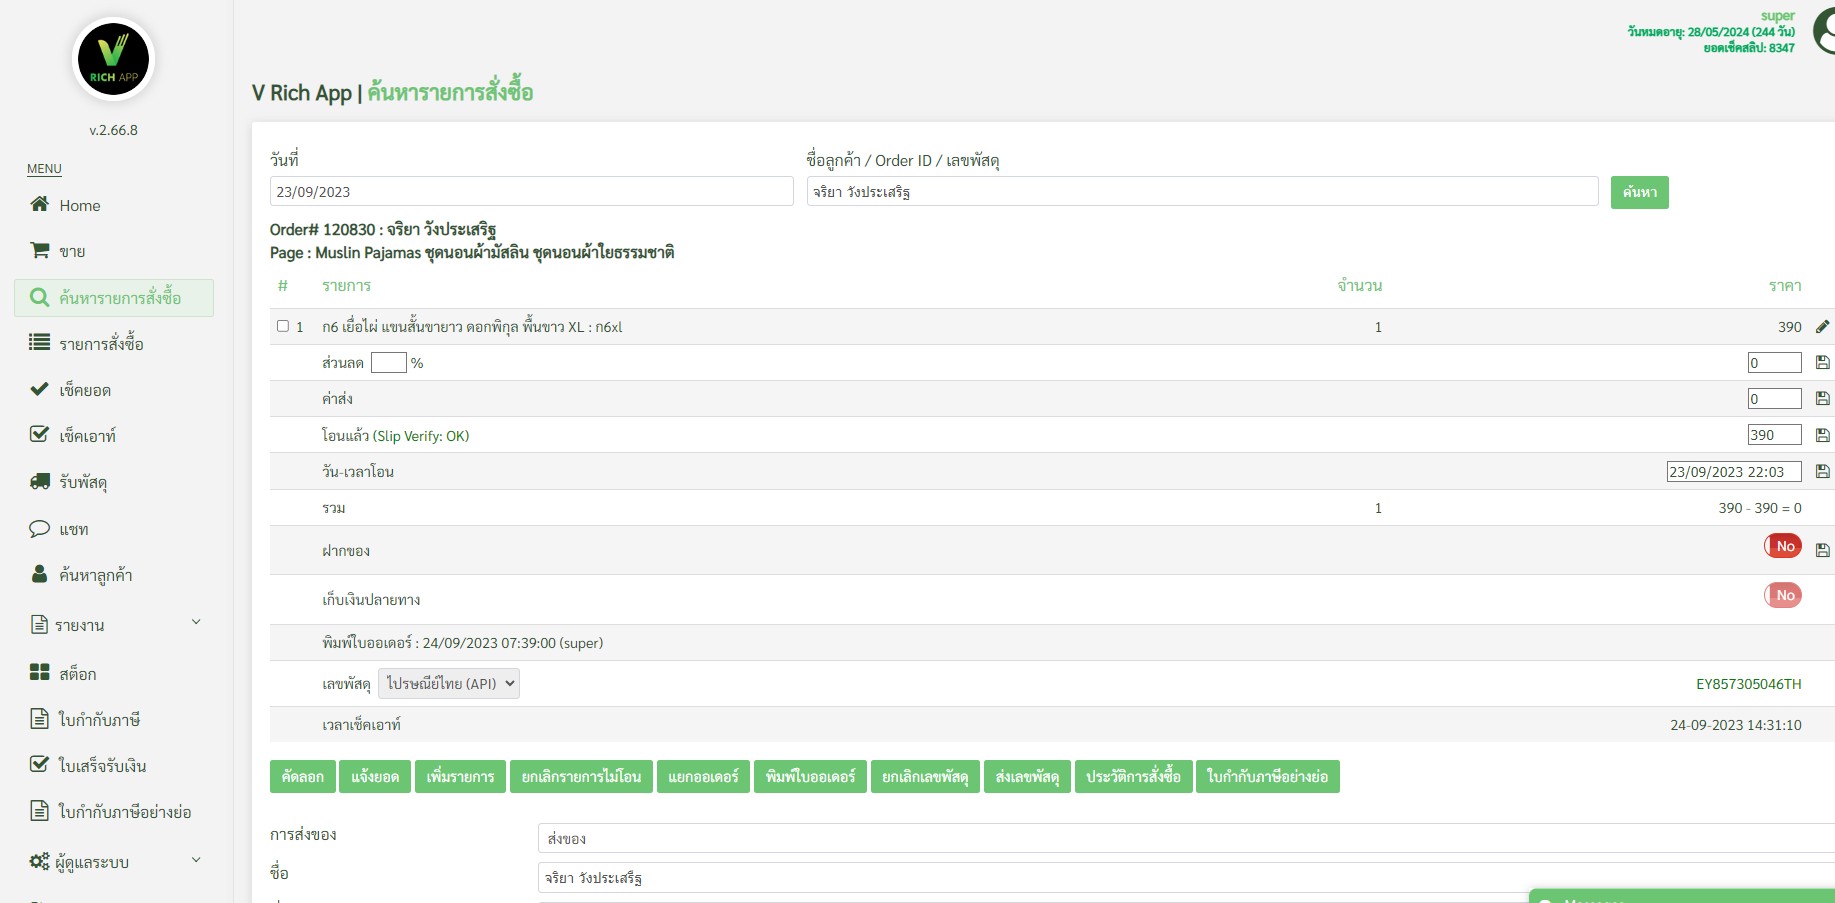 V
RICH APP
v.2.66.8
MENU
Home
ขาย
ค้นหารายการสั่งซื้อ
รายการสั่งซื้อ
เช็คยอด
เช็คเอาท์
รับพัสดุ
แชท
ค้นหาลูกค้า
รายงาน
สต็อก
ใบกำกับภาษี
ใบเสร็จรับเงิน
ใบกำกับภาษีอย่างย่อ
ผู้ดูแลระบบ
super
วันหมดอายุ: 28/05/2024 (244 วัน)
ยอดเช็คสลิป: 8347
V Rich App | ค้นหารายการสั่งซื้อ
วันที่ ชื่อลูกค้า / Order ID / เลขพัสดุ
23/09/2023 จริยา วังประเสริฐ ค้นหา
Order# 120830 : จริยา วังประเสริฐ
Page : Muslin Pajamas ชุดนอนผ้ามัสลิน ชุดนอนผ้าใยธรรมชาติ
# รายการ จำนวน ราคา
1 ก6 เยื่อไผ่ แขนสั้นขายาว ดอกพิกุล พื้นขาว XL : ก6xl 1 390
ส่วนลด % 0
ค่าส่ง 0
โอนแล้ว (Slip Verify: OK) 390
วัน-เวลาโอน 23/09/2023 22:03
รวม 1 390 - 390 = 0
ฝากของ No
เก็บเงินปลายทาง No
พิมพ์ใบออเดอร์ : 24/09/2023 07:39:00 (super)
เลขพัสดุ ไปรษณีย์ไทย (API) EY857305046TH
เวลาเช็คเอาท์ 24-09-2023 14:31:10
คัดลอก แจ้งยอด เพิ่มรายการ ยกเลิกรายการไม่โอน แยกออเดอร์ พิมพ์ใบออเดอร์ ยกเลิกเลขพัสดุ ส่งเลขพัสดุ ประวัติการสั่งซื้อ ใบกำกับภาษีอย่างย่อ
การส่งของ ส่งของ
ชื่อ จริยา วังประเสริฐ